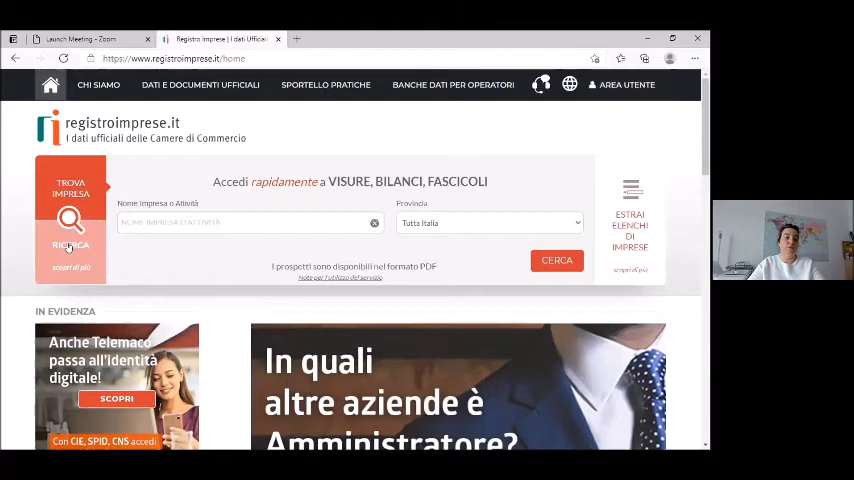 Launch Meeting - Zoom
Registro Imprese | I dati Ufficiali
https://www.registroimprese.it/home
CHI SIAMO
DATI E DOCUMENTI UFFICIALI
SPORTELLO PRATICHE
BANCHE DATI PER OPERATORI
AREA UTENTE
ri registroimprese.it
I dati ufficiali delle Camere di Commercio
TROVA
IMPRESA
RICERCA
scopri di più
Accedi rapidamente a VISURE, BILANCI, FASCICOLI
Nome Impresa o Attività
NOME IMPRESA O ATTIVITÀ
Provincia
Tutta Italia
I prospetti sono disponibili nel formato PDF
Note per l'utilizzo del servizio
CERCA
ESTRAI
ELENCHI
DI
IMPRESE
scopri di più
IN EVIDENZA
Anche Telemaco
passa all'identità
digitale!
SCOPRI
Con CIE, SPID, CNS accedi
In quali
altre aziende è
Amministratore?